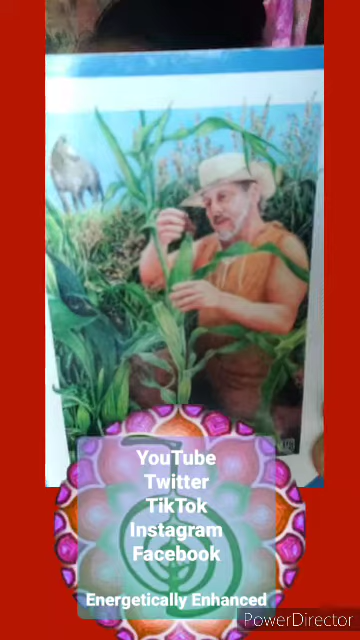 YouTube
Twitter
TikTok
Instagram
Facebook
Energetically Enhanced
PowerDirector